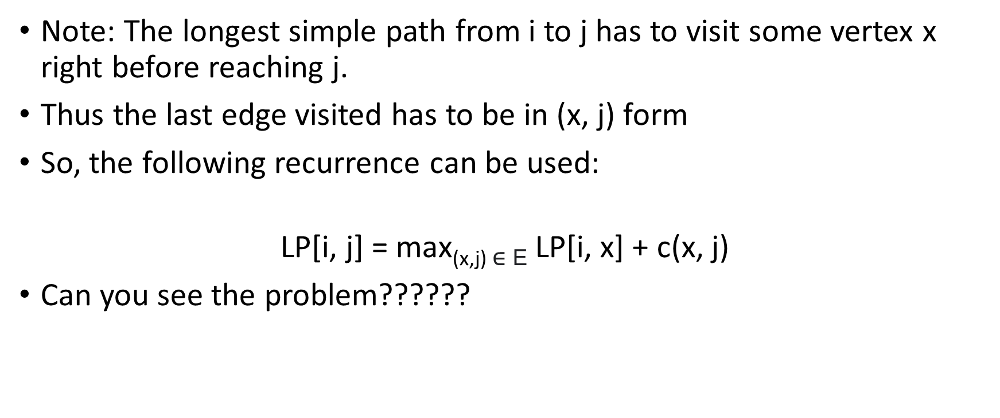 • Note: The longest simple path from i to j has to visit some vertex x
right before reaching j.
• Thus the last edge visited has to be in (x, j) form
• So, the following recurrence can be used:
LP[i, j] = max(x,j) ∈ E LP[i, x] + c(x, j)
• Can you see the problem??????